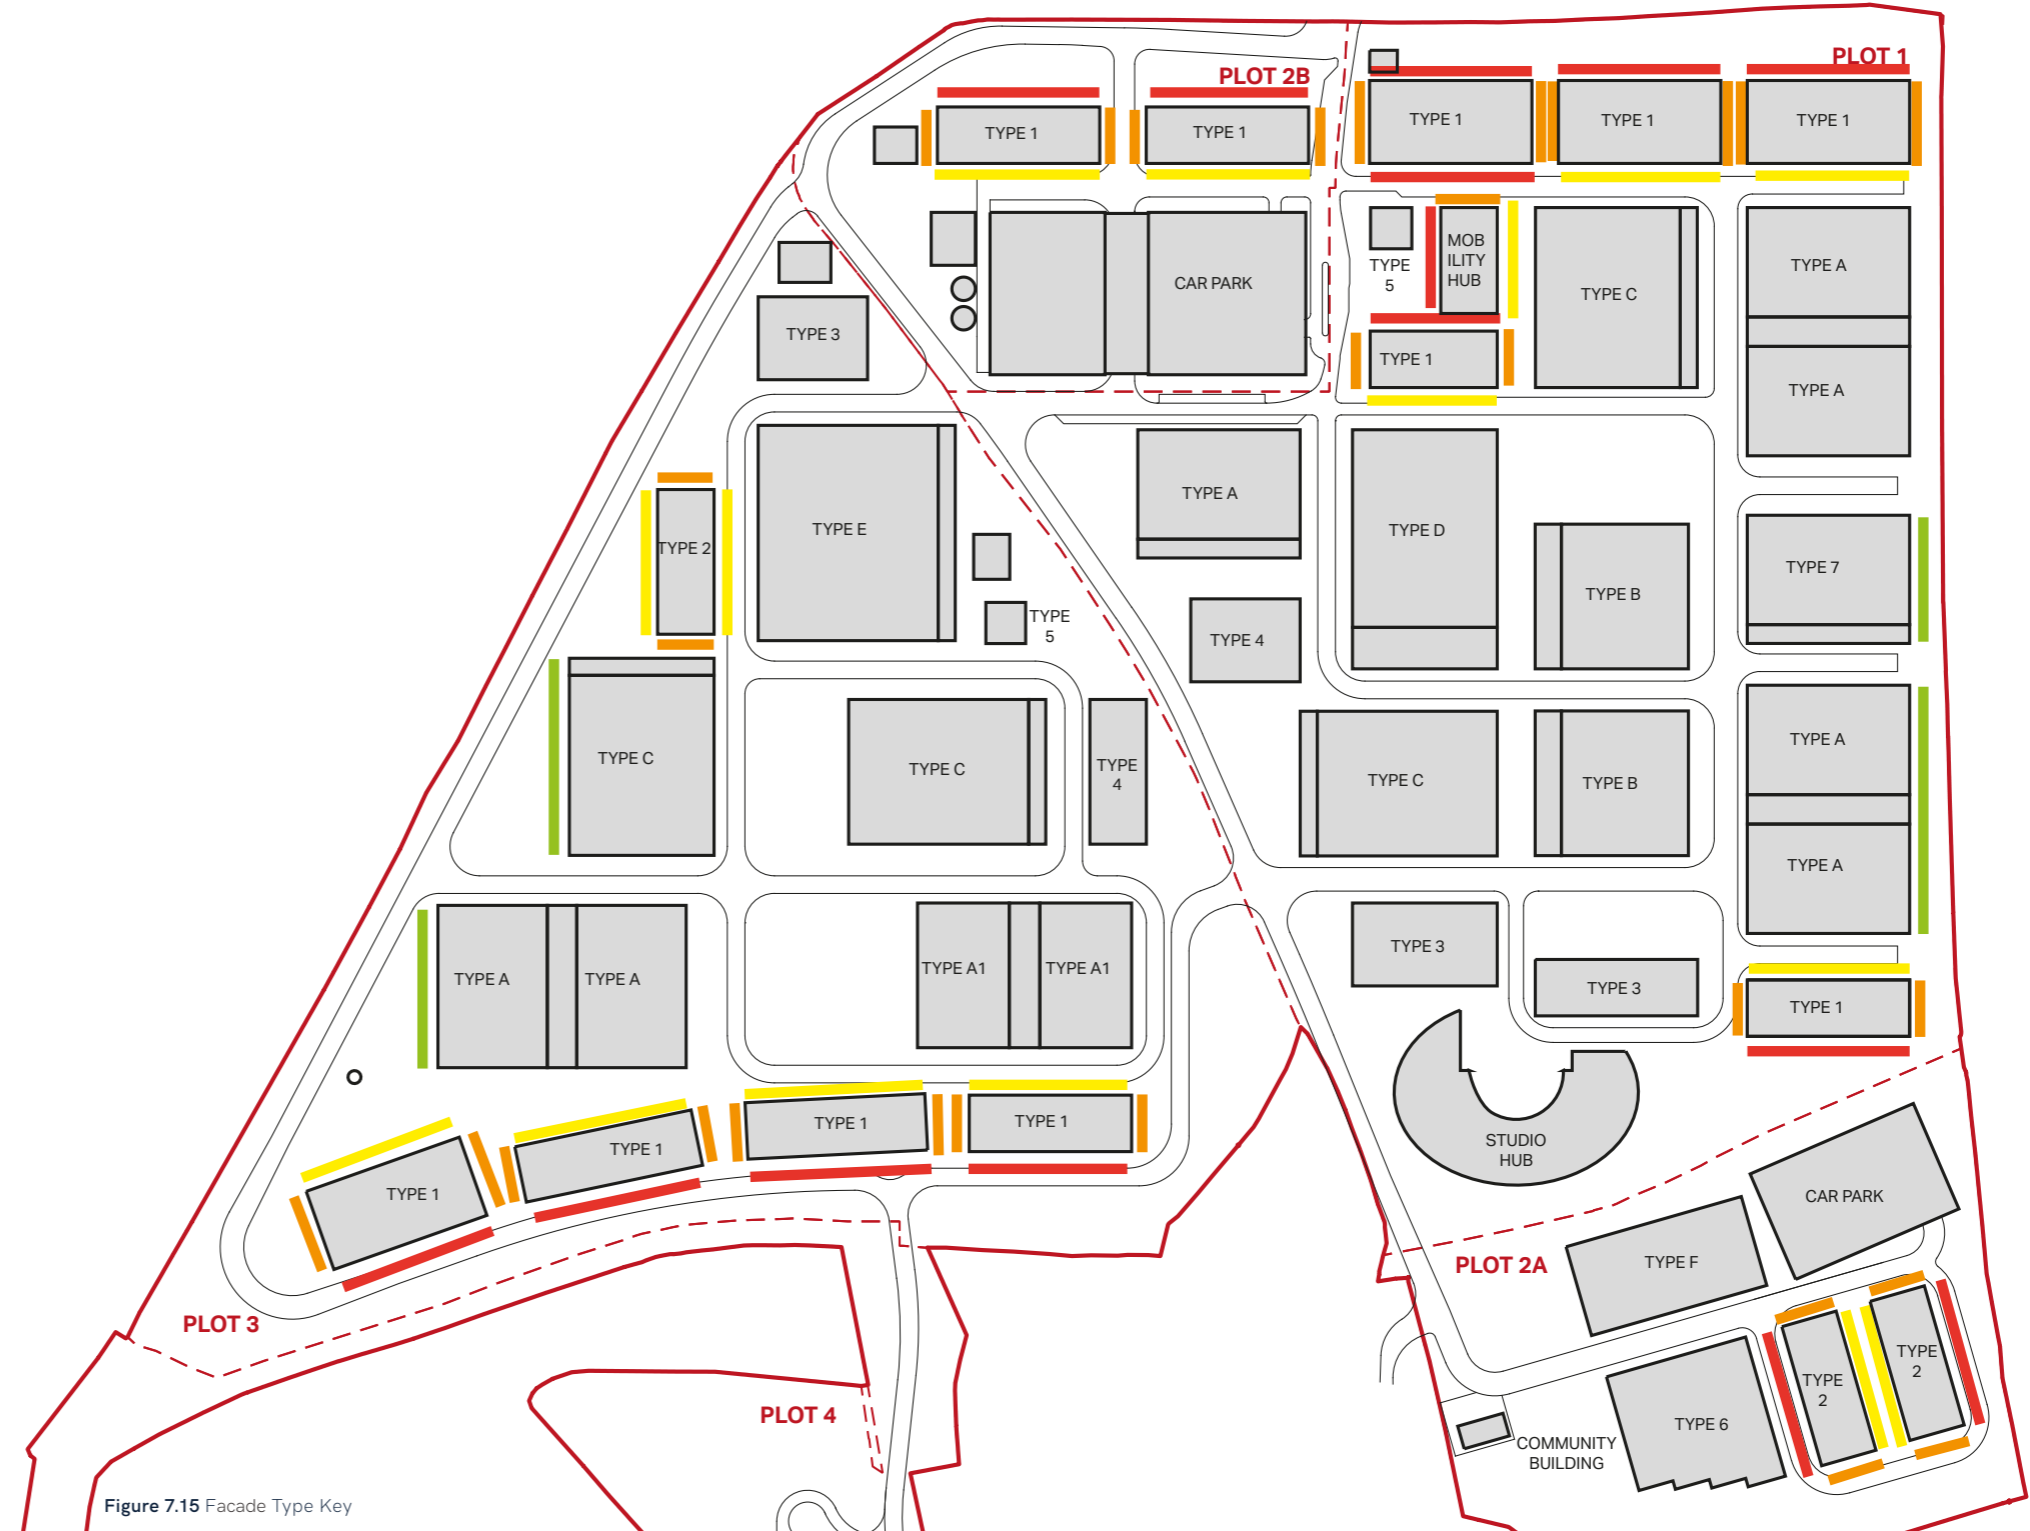 PLOT 1
PLOT 2B
TYPE 1
TYPE 1
TYPE 1
TYPE 1
TYPE 1
MOB
ILITY
HUB
TYPE
5
TYPE C
TYPE A
CAR PARK
TYPE 3
TYPE 1
TYPE A
TYPE E
TYPE 2
TYPE A
TYPE D
TYPE B
TYPE 7
TYPE
5
TYPE 4
TYPE C
TYPE C
TYPE
4
TYPE C
TYPE B
TYPE A
TYPE A
TYPE A
TYPE A
TYPE A1
TYPE A1
TYPE 3
TYPE 3
TYPE 1
TYPE 1
TYPE 1
TYPE 1
TYPE 1
STUDIO
HUB
CAR PARK
PLOT 2A
TYPE F
PLOT 3
PLOT 4
TYPE
2
TYPE
2
TYPE 6
COMMUNITY
BUILDING
Figure 7.15 Facade Type Key